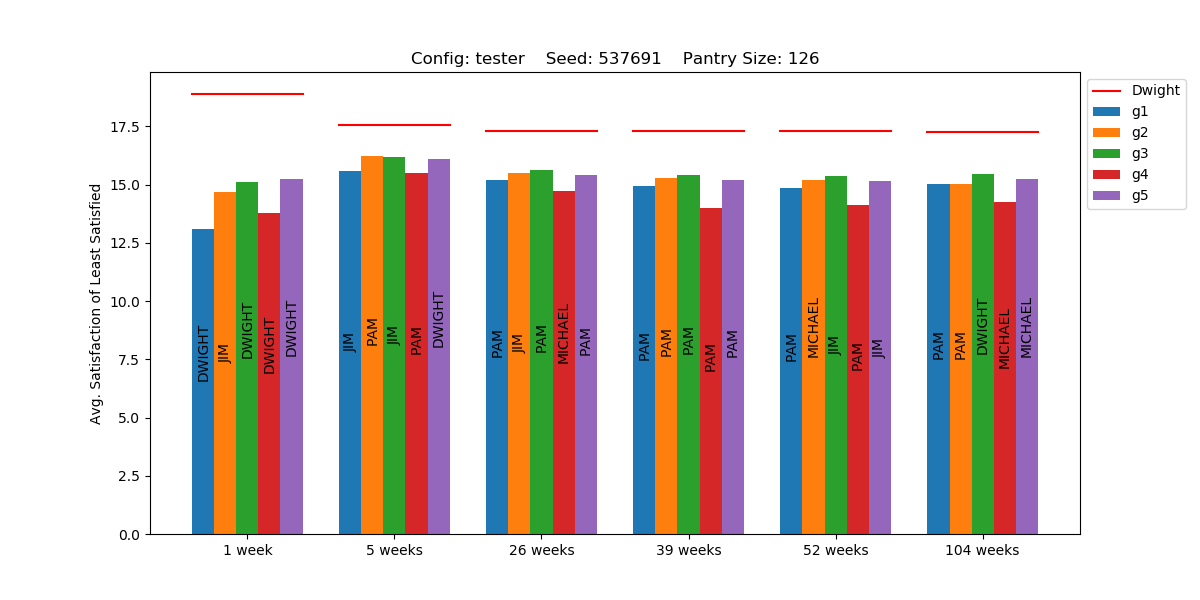 Config: tester    Seed: 537691    Pantry Size: 126
Avg. Satisfaction of Least Satisfied
17.5
15.0
12.5
10.0
7.5
5.0
2.5
0.0
DWIGHT JIM DWIGHT DWIGHT DWIGHT
JIM PAM JIM PAM DWIGHT
PAM JIM PAM MICHAEL PAM
PAM PAM PAM PAM PAM
PAM MICHAEL JIM PAM JIM
PAM PAM DWIGHT MICHAEL MICHAEL
1 week 5 weeks 26 weeks 39 weeks 52 weeks 104 weeks
Dwight
g1
g2
g3
g4
g5